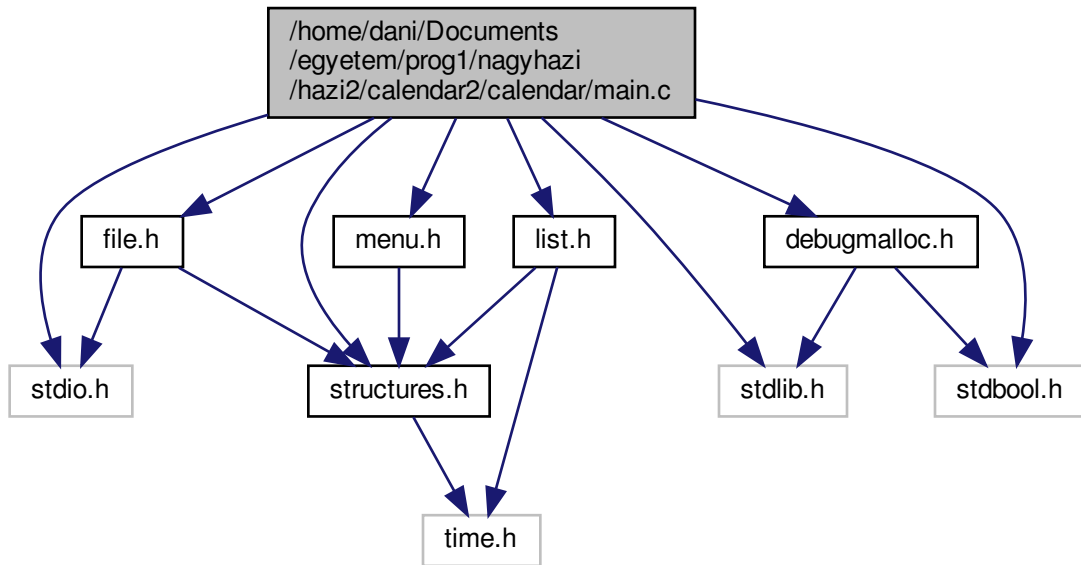 /home/dani/Documents
/egyetem/prog1/nagyhazi
/hazi2/calendar2/calendar/main.c
file.h
menu.h
list.h
debugmalloc.h
stdio.h
structures.h
stdlib.h
stdbool.h
time.h